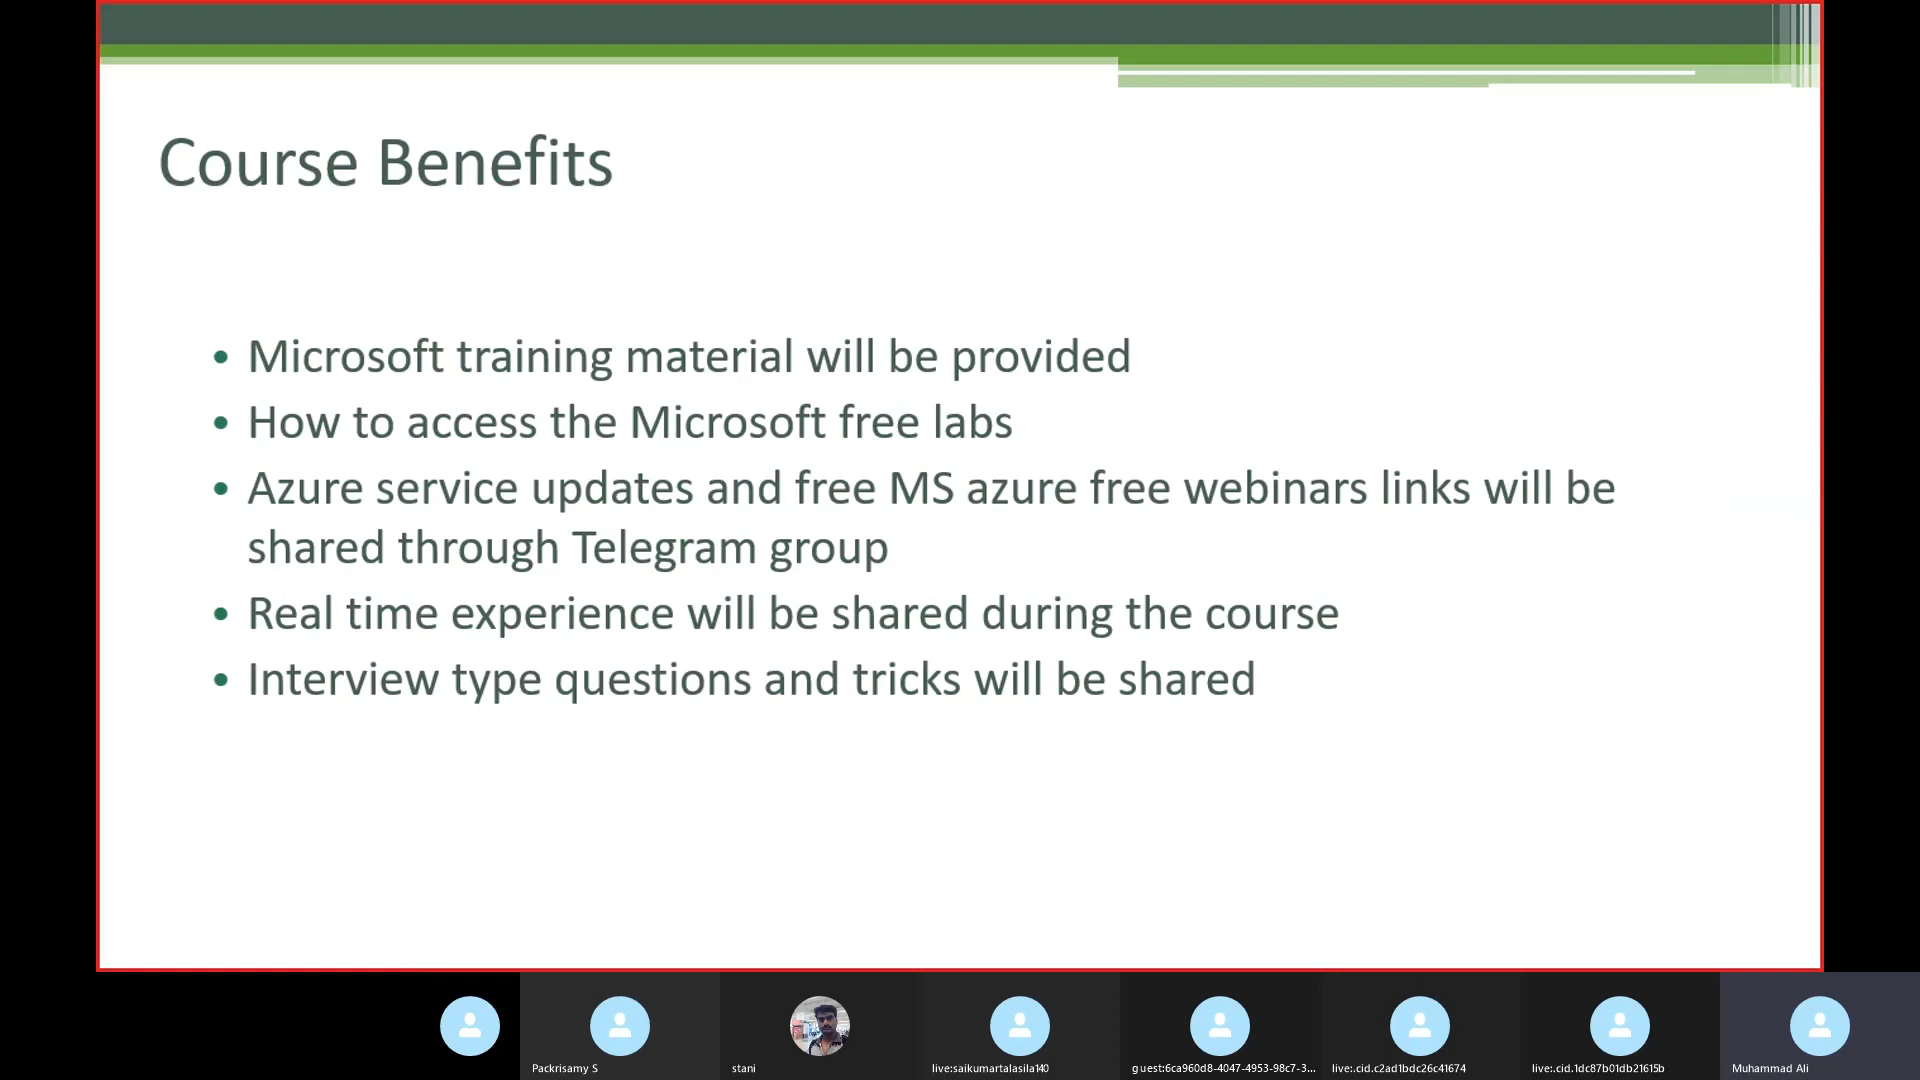 Course Benefits
• Microsoft training material will be provided
• How to access the Microsoft free labs
• Azure service updates and free MS azure free webinars links will be
shared through Telegram group
• Real time experience will be shared during the course
• Interview type questions and tricks will be shared
Packrisamy S
stani
live:saikumartalasila140
guest:6ca960d8-4047-4953-98c7-3...
live:.cid.c2ad1bdc26c41674
live:.cid.1dc87b01db21615b
Muhammad Ali